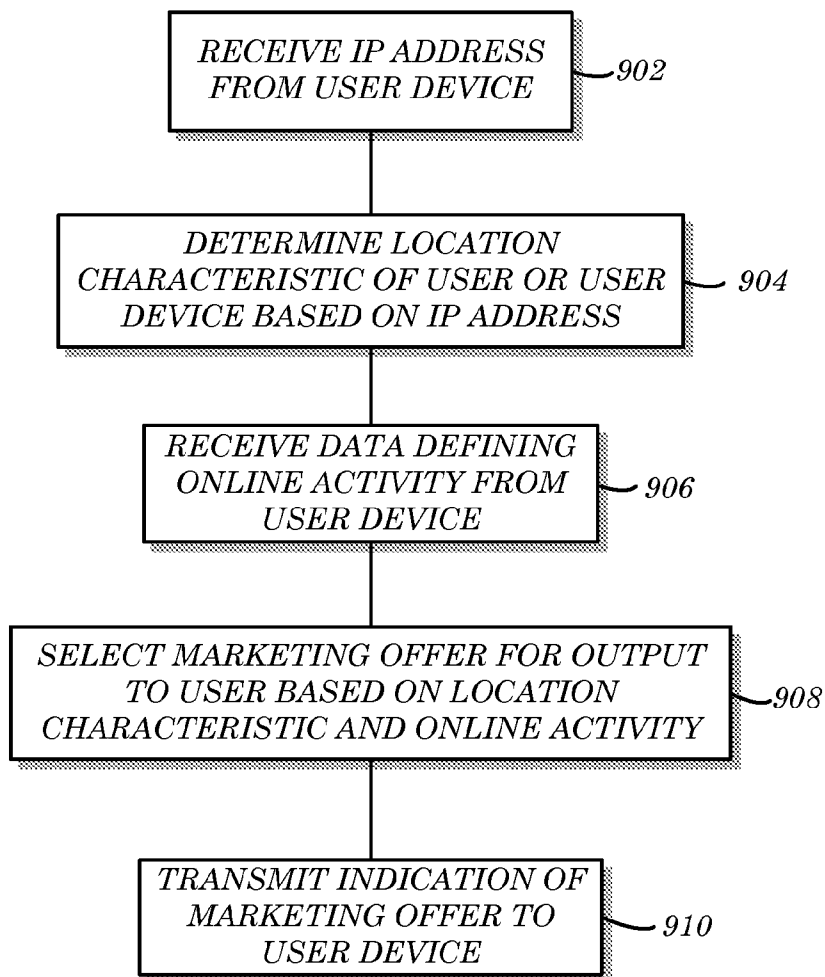 RECEIVE IP ADDRESS
FROM USER DEVICE
902
DETERMINE LOCATION
CHARACTERISTIC OF USER OR USER
DEVICE BASED ON IP ADDRESS
904
RECEIVE DATA DEFINING
ONLINE ACTIVITY FROM
USER DEVICE
906
SELECT MARKETING OFFER FOR OUTPUT
TO USER BASED ON LOCATION
CHARACTERISTIC AND ONLINE ACTIVITY
908
TRANSMIT INDICATION OF
MARKETING OFFER TO
USER DEVICE
910